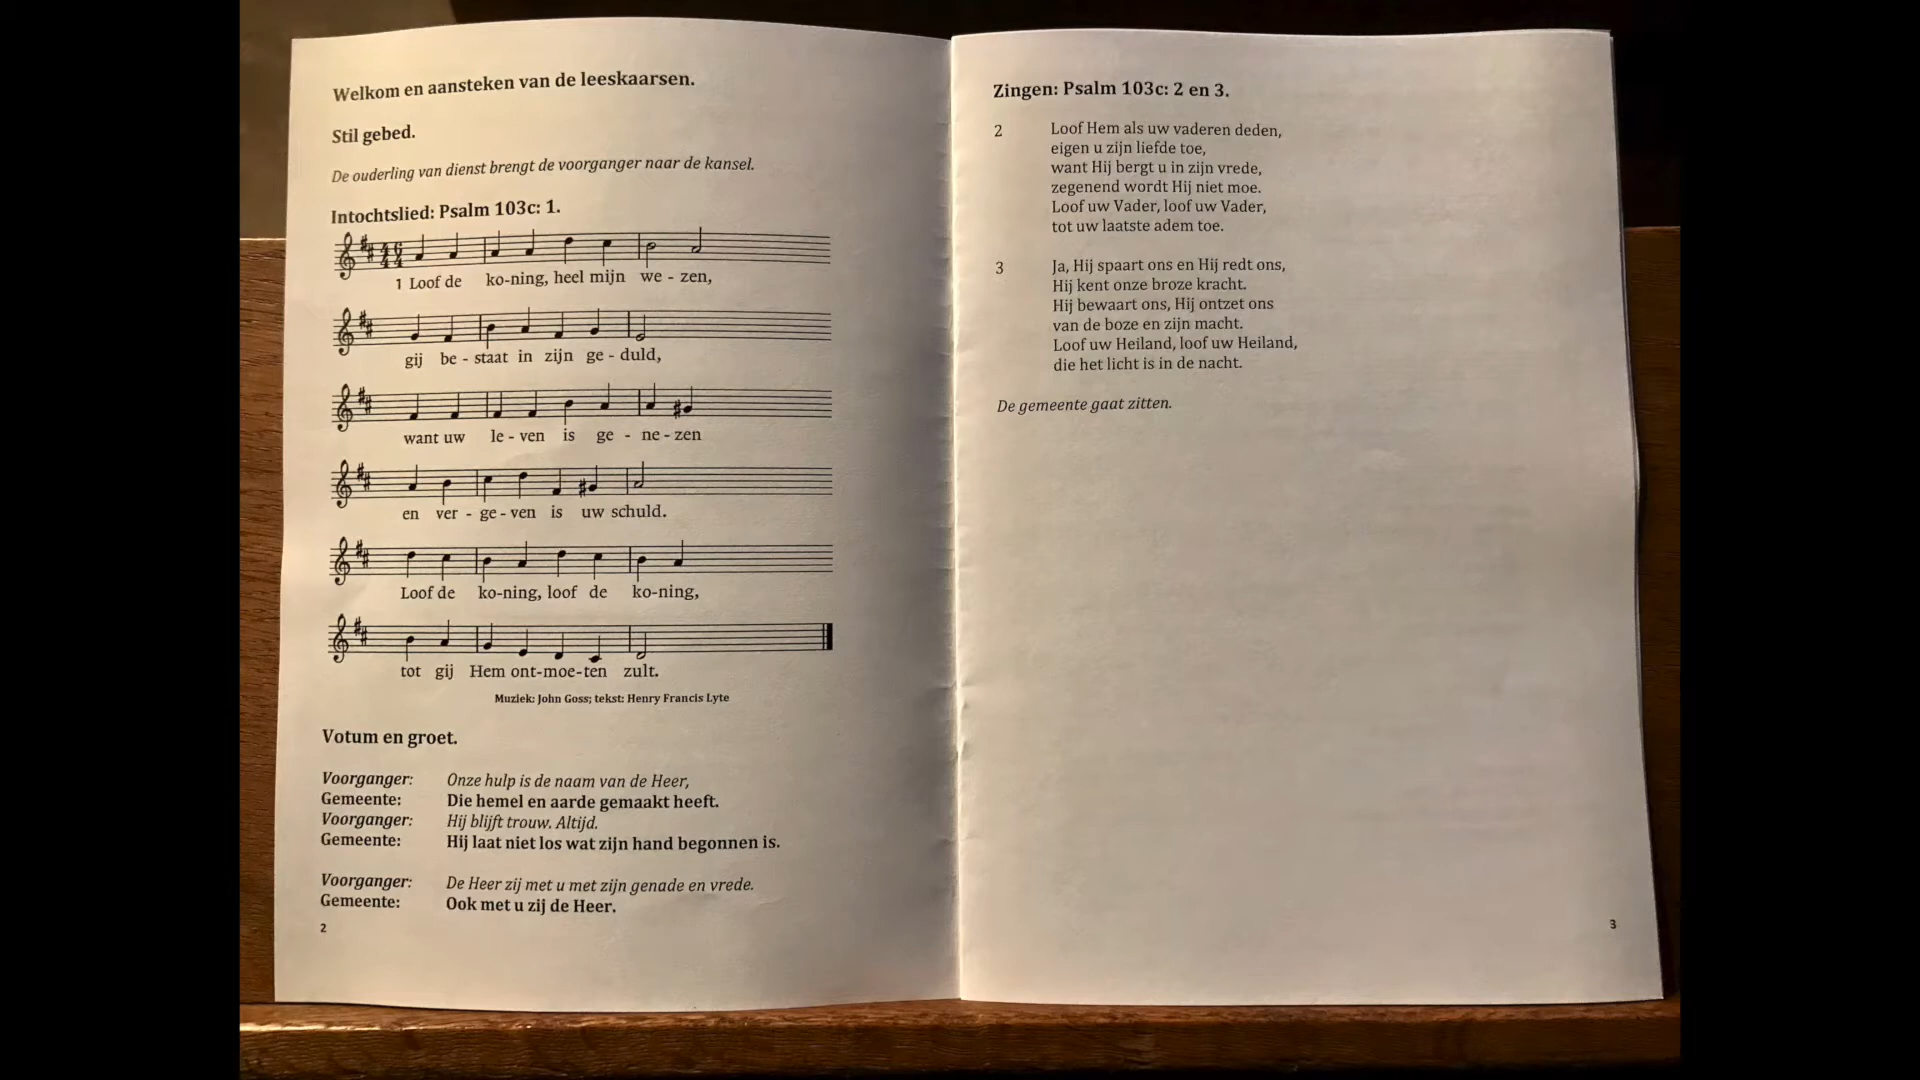 Welkom en aansteken van de leeskaarsen.
Stil gebed.
De ouderling van dienst brengt de voorganger naar de kansel.
Intochtslied: Psalm 103c: 1.
1 Loof de ko-ning, heel mijn we - zen,
gij be - staat in zijn ge - duld,
want uw le - ven is ge - ne - zen
en ver - ge - ven is uw schuld.
Loof de ko-ning, loof de ko-ning,
tot gij Hem ont-moe-ten zult.
Muziek: John Goss; tekst: Henry Francis Lyte
Votum en groet.
Voorganger: Onze hulp is de naam van de Heer,
Gemeente: Die hemel en aarde gemaakt heeft.
Voorganger: Hij blijft trouw. Altijd.
Gemeente: Hij laat niet los wat zijn hand begonnen is.
Voorganger: De Heer zij met u met zijn genade en vrede.
Gemeente: Ook met u zij de Heer.
2
Zingen: Psalm 103c: 2 en 3.
2 Loof Hem als uw vaderen deden,
eigen u zijn liefde toe,
want Hij bergt u in zijn vrede,
zegenend wordt Hij niet moe.
Loof uw Vader, loof uw Vader,
tot uw laatste adem toe.
3 Ja, Hij spaart ons en Hij redt ons,
Hij kent onze broze kracht.
Hij bewaart ons, Hij ontzet ons
van de boze en zijn macht.
Loof uw Heiland, loof uw Heiland,
die het licht is in de nacht.
De gemeente gaat zitten.
3